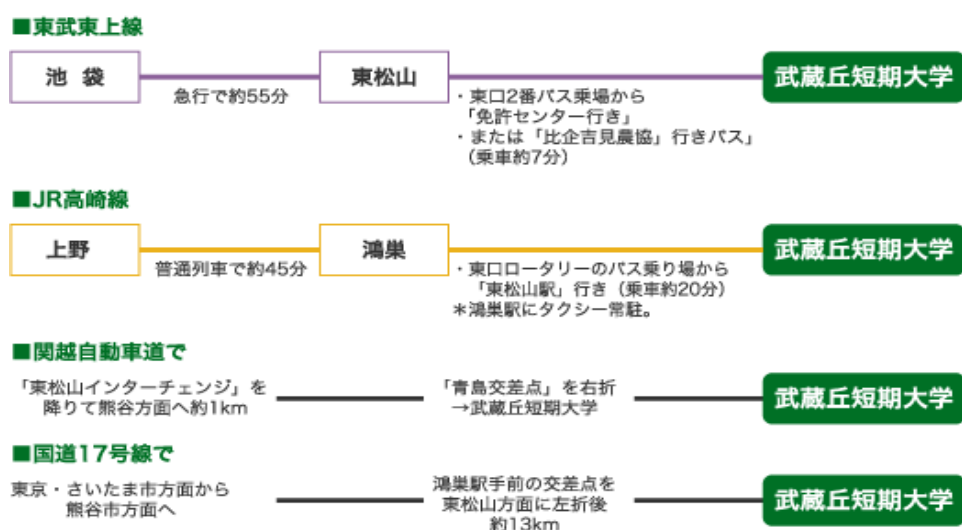 ■東武東上線
池 袋
急行で約55分
東松山
・東口2番バス乗場から
「免許センター行き」
・または「比企吉見農協」行きバス」
（乗車約7分）
武蔵丘短期大学
■JR高崎線
上野
普通列車で約45分
鴻巣
・東口ロータリーのバス乗り場から
「東松山駅」行き（乗車約20分）
＊鴻巣駅にタクシー常駐。
武蔵丘短期大学
■関越自動車道で
「東松山インターチェンジ」を
降りて熊谷方面へ約1km
「青島交差点」を右折
→武蔵丘短期大学
武蔵丘短期大学
■国道17号線で
東京・さいたま市方面から
熊谷市方面へ
鴻巣駅手前の交差点を
東松山方面に左折後
約13km
武蔵丘短期大学